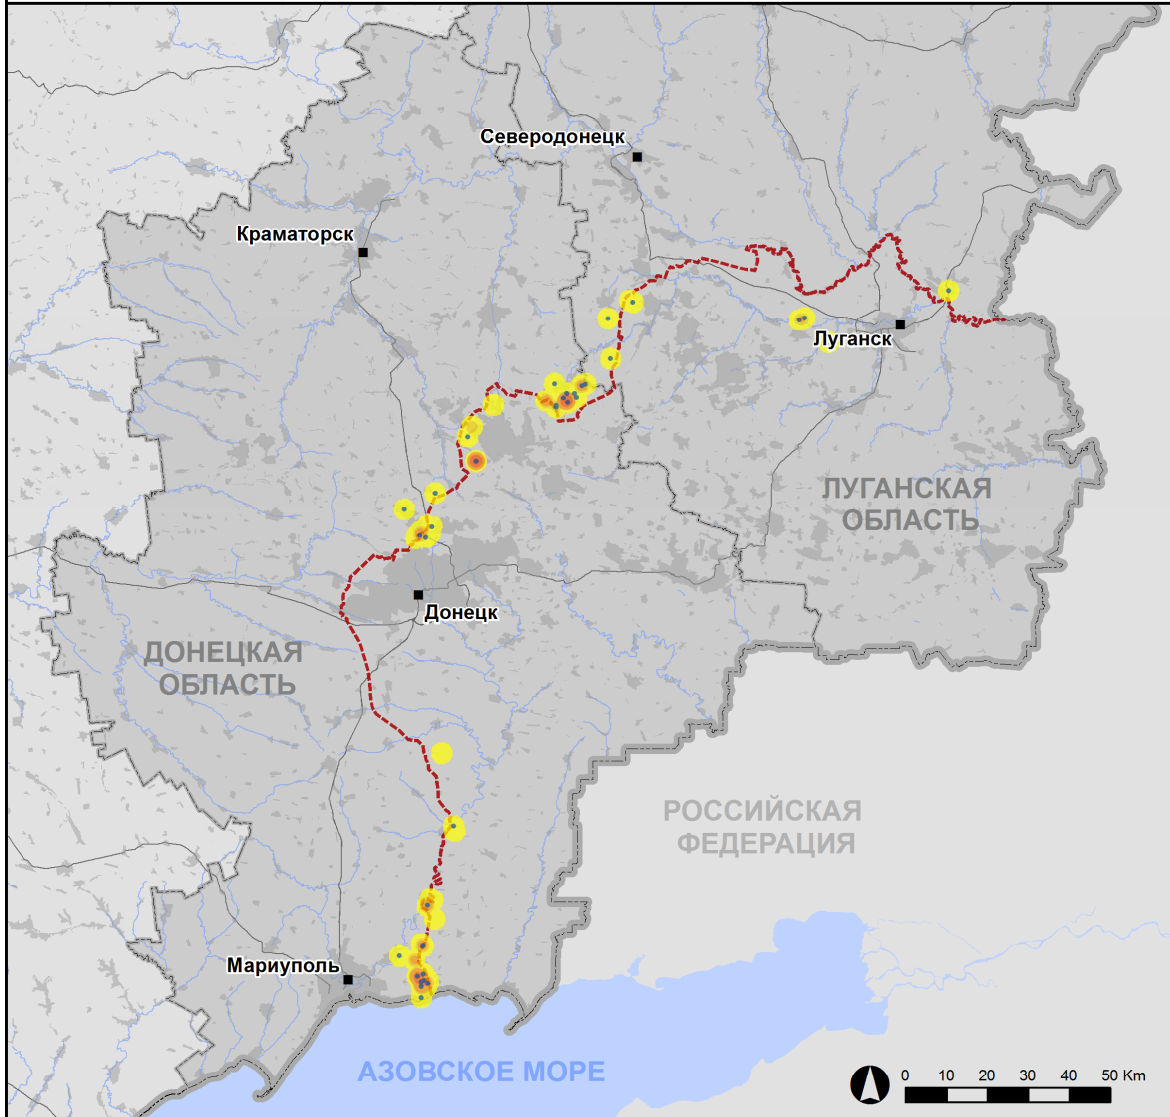 Северодонецк
Краматорск
Луганск
ЛУГАНСКАЯ
ОБЛАСТЬ
Донецк
ДОНЕЦКАЯ
ОБЛАСТЬ
РОССИЙСКАЯ
ФЕДЕРАЦИЯ
Мариуполь
АЗОВСКОЕ МОРЕ
0 10 20 30 40 50 Km